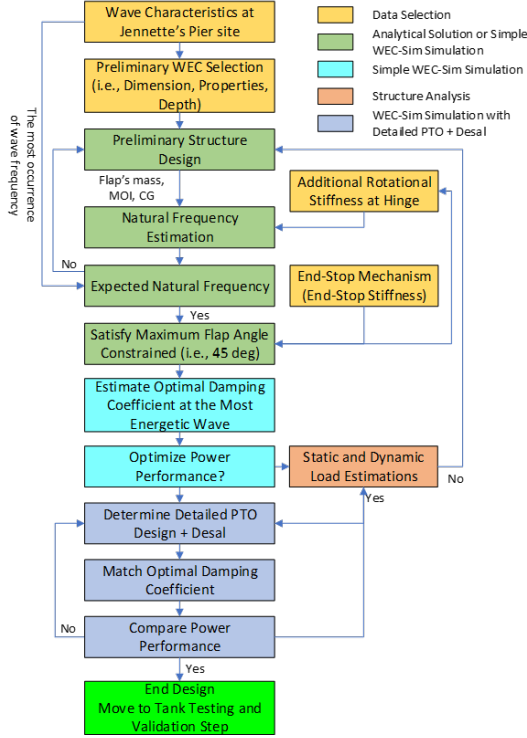 Wave Characteristics at
Jennette's Pier site
Preliminary WEC Selection
(i.e., Dimension, Properties,
Depth)
Preliminary Structure
Design
Flap's mass,
MOI, CG
Natural Frequency
Estimation
No
Expected Natural Frequency
Yes
Satisfy Maximum Flap Angle
Constrained (i.e., 45 deg)
Estimate Optimal Damping
Coefficient at the Most
Energetic Wave
Optimize Power
Performance?
Determine Detailed PTO
Design + Desal
Match Optimal Damping
Coefficient
No
Compare Power
Performance
Yes
End Design
Move to Tank Testing and
Validation Step
The most occurrence
of wave frequency
Additional Rotational
Stiffness at Hinge
End-Stop Mechanism
(End-Stop Stiffness)
Static and Dynamic
Load Estimations
No
Yes
Data Selection
Analytical Solution or Simple
WEC-Sim Simulation
Simple WEC-Sim Simulation
Structure Analysis
WEC-Sim Simulation with
Detailed PTO + Desal